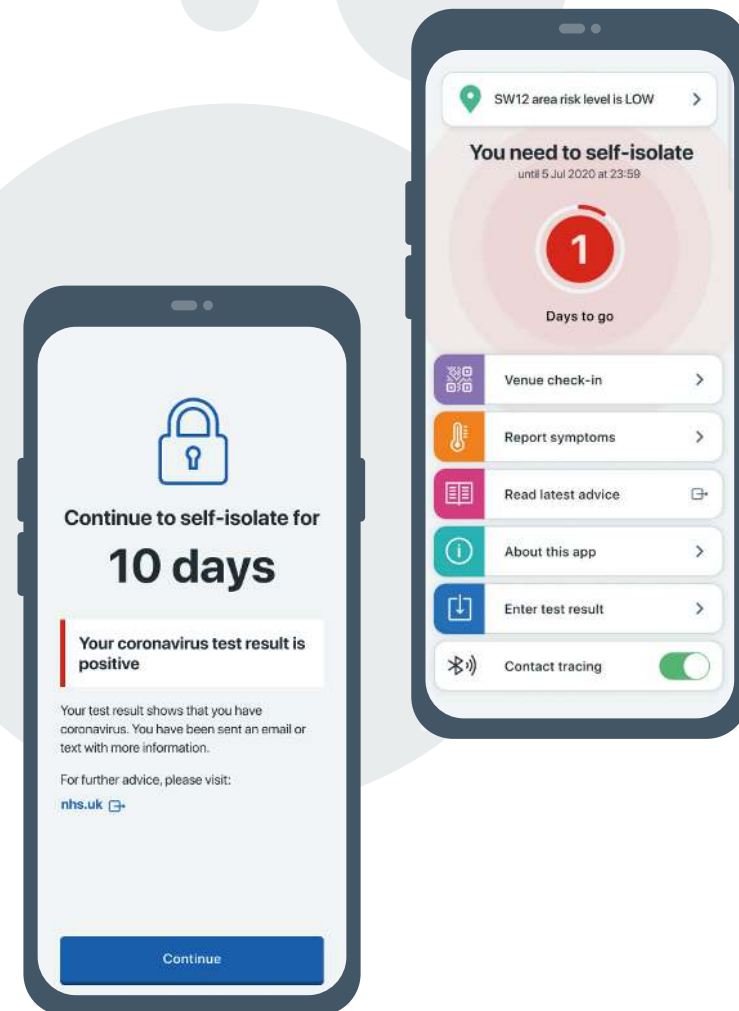 SW12 area risk level is LOW
You need to self-isolate
until 5 Jul 2020 at 23:59
1
Days to go
Venue check-in
Report symptoms
Read latest advice
About this app
Enter test result
Contact tracing
Continue to self-isolate for
10 days
Your coronavirus test result is
positive
Your test result shows that you have
coronavirus. You have been sent an email or
text with more information.
For further advice, please visit:
nhs.uk
Continue